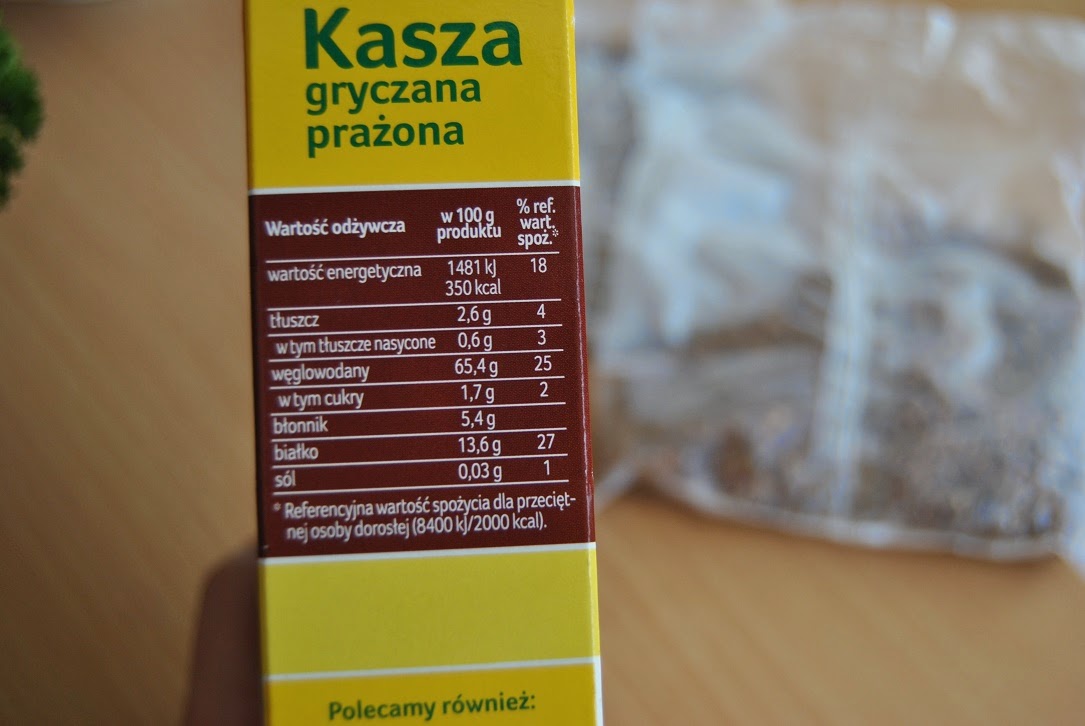 Kasza
gryczana
prażona
Wartość odżywcza w 100 g produktu % ref. wart. spoż.*
wartość energetyczna 1481 kJ 18
350 kcal
tłuszcz 2,6 g 4
w tym tłuszcze nasycone 0,6 g 3
węglowodany 65,4 g 25
w tym cukry 1,7 g 2
błonnik 5,4 g
białko 13,6 g 27
sól 0,03 g 1
* Referencyjna wartość spożycia dla przecięt-
nej osoby dorosłej (8400 kJ/2000 kcal).
Polecamy również: